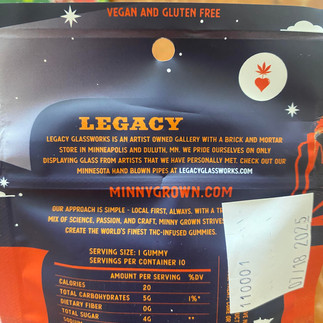 VEGAN AND GLUTEN FREE
LEGACY
LEGACY GLASSWORKS IS AN ARTIST OWNED GALLERY WITH A BRICK AND MORTAR
STORE IN MINNEAPOLIS AND DULUTH, MN. WE PRIDE OURSELVES ON ONLY
DISPLAYING GLASS FROM ARTISTS THAT WE HAVE PERSONALLY MET. CHECK OUT OUR
MINNESOTA HAND BLOWN PIPES AT LEGACYGLASSWORKS.COM
MINNYGROWN.COM
OUR APPROACH IS SIMPLE - LOCAL FIRST, ALWAYS. WITH A
MIX OF SCIENCE, PASSION, AND CRAFT, MINNY GROWN
CREATE THE WORLD'S FINEST THC-INFUSED GUMMIES.
SERVING SIZE: 1 GUMMY
SERVINGS PER CONTAINER 10
AMOUNT PER SERVING %DV
CALORIES 20
TOTAL CARBOHYDRATES 5G 1%*
DIETARY FIBER 0G
TOTAL SUGAR 4G **
110001
07/18 2025